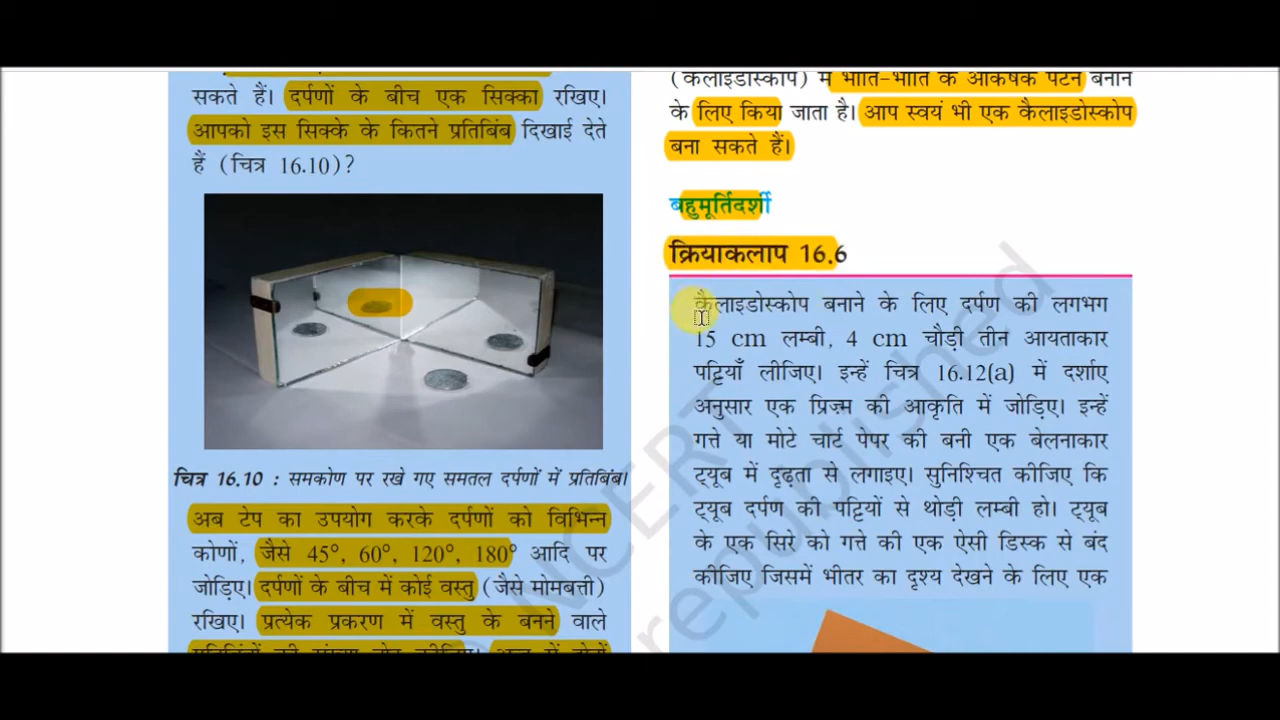 सकते हैं। दर्पणों के बीच एक सिक्का रखिए।
आपको इस सिक्के के कितने प्रतिबिंब दिखाई देते
हैं (चित्र 16.10)?
चित्र 16.10 : समकोण पर रखे गए समतल दर्पणों में प्रतिबिंब।
अब टेप का उपयोग करके दर्पणों को विभिन्न
कोणों, जैसे 45°, 60°, 120°, 180° आदि पर
जोड़िए। दर्पणों के बीच में कोई वस्तु (जैसे मोमबत्ती)
रखिए। प्रत्येक प्रकरण में वस्तु के बनने वाले
(कैलाइडोस्कोप) में भाँति-भाँति के आकर्षक पैटर्न बनाने
के लिए किया जाता है। आप स्वयं भी एक कैलाइडोस्कोप
बना सकते हैं।
बहुमूर्तिदर्शी
क्रियाकलाप 16.6
कैलाइडोस्कोप बनाने के लिए दर्पण की लगभग
15 cm लम्बी, 4 cm चौड़ी तीन आयताकार
पट्टियाँ लीजिए। इन्हें चित्र 16.12(a) में दर्शाए
अनुसार एक प्रिज़्म की आकृति में जोड़िए। इन्हें
गत्ते या मोटे चार्ट पेपर की बनी एक बेलनाकार
ट्यूब में दृढ़ता से लगाइए। सुनिश्चित कीजिए कि
ट्यूब दर्पण की पट्टियों से थोड़ी लम्बी हो। ट्यूब
के एक सिरे को गत्ते की एक ऐसी डिस्क से बंद
कीजिए जिसमें भीतर का दृश्य देखने के लिए एक
NCERT
republished